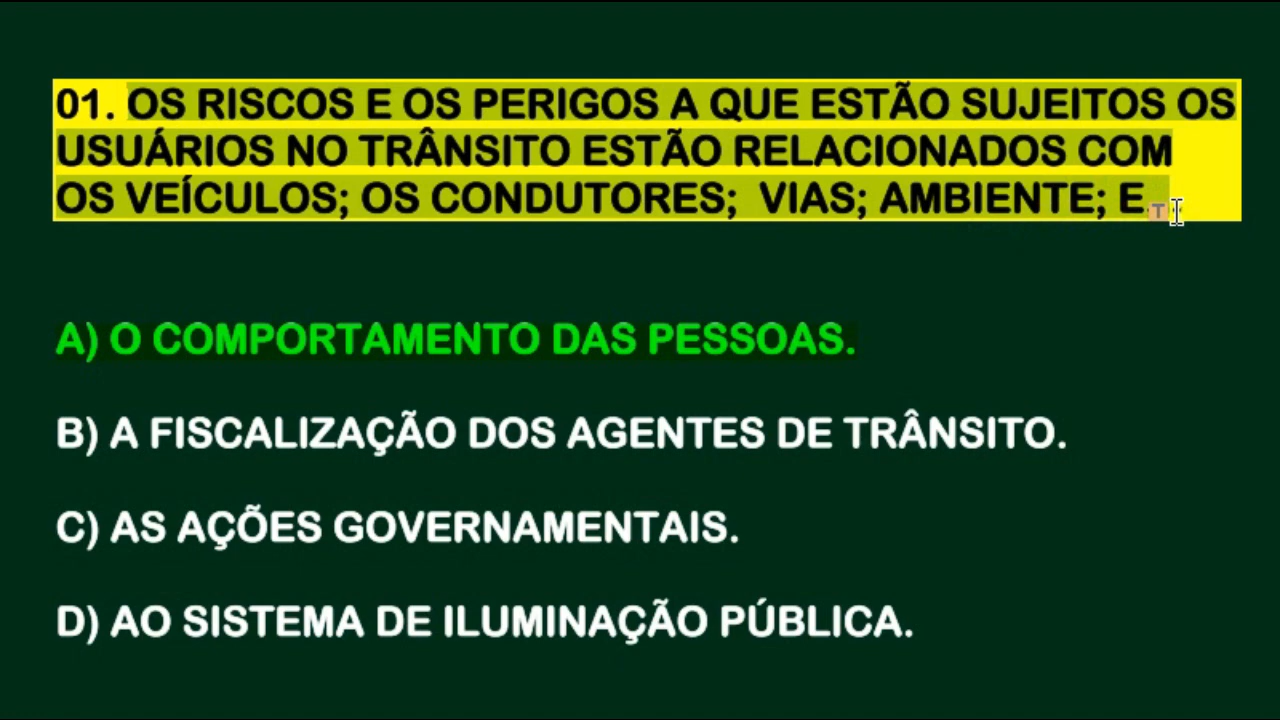 01. OS RISCOS E OS PERIGOS A QUE ESTÃO SUJEITOS OS
USUÁRIOS NO TRÂNSITO ESTÃO RELACIONADOS COM
OS VEÍCULOS; OS CONDUTORES; VIAS; AMBIENTE; E
A) O COMPORTAMENTO DAS PESSOAS.
B) A FISCALIZAÇÃO DOS AGENTES DE TRÂNSITO.
C) AS AÇÕES GOVERNAMENTAIS.
D) AO SISTEMA DE ILUMINAÇÃO PÚBLICA.